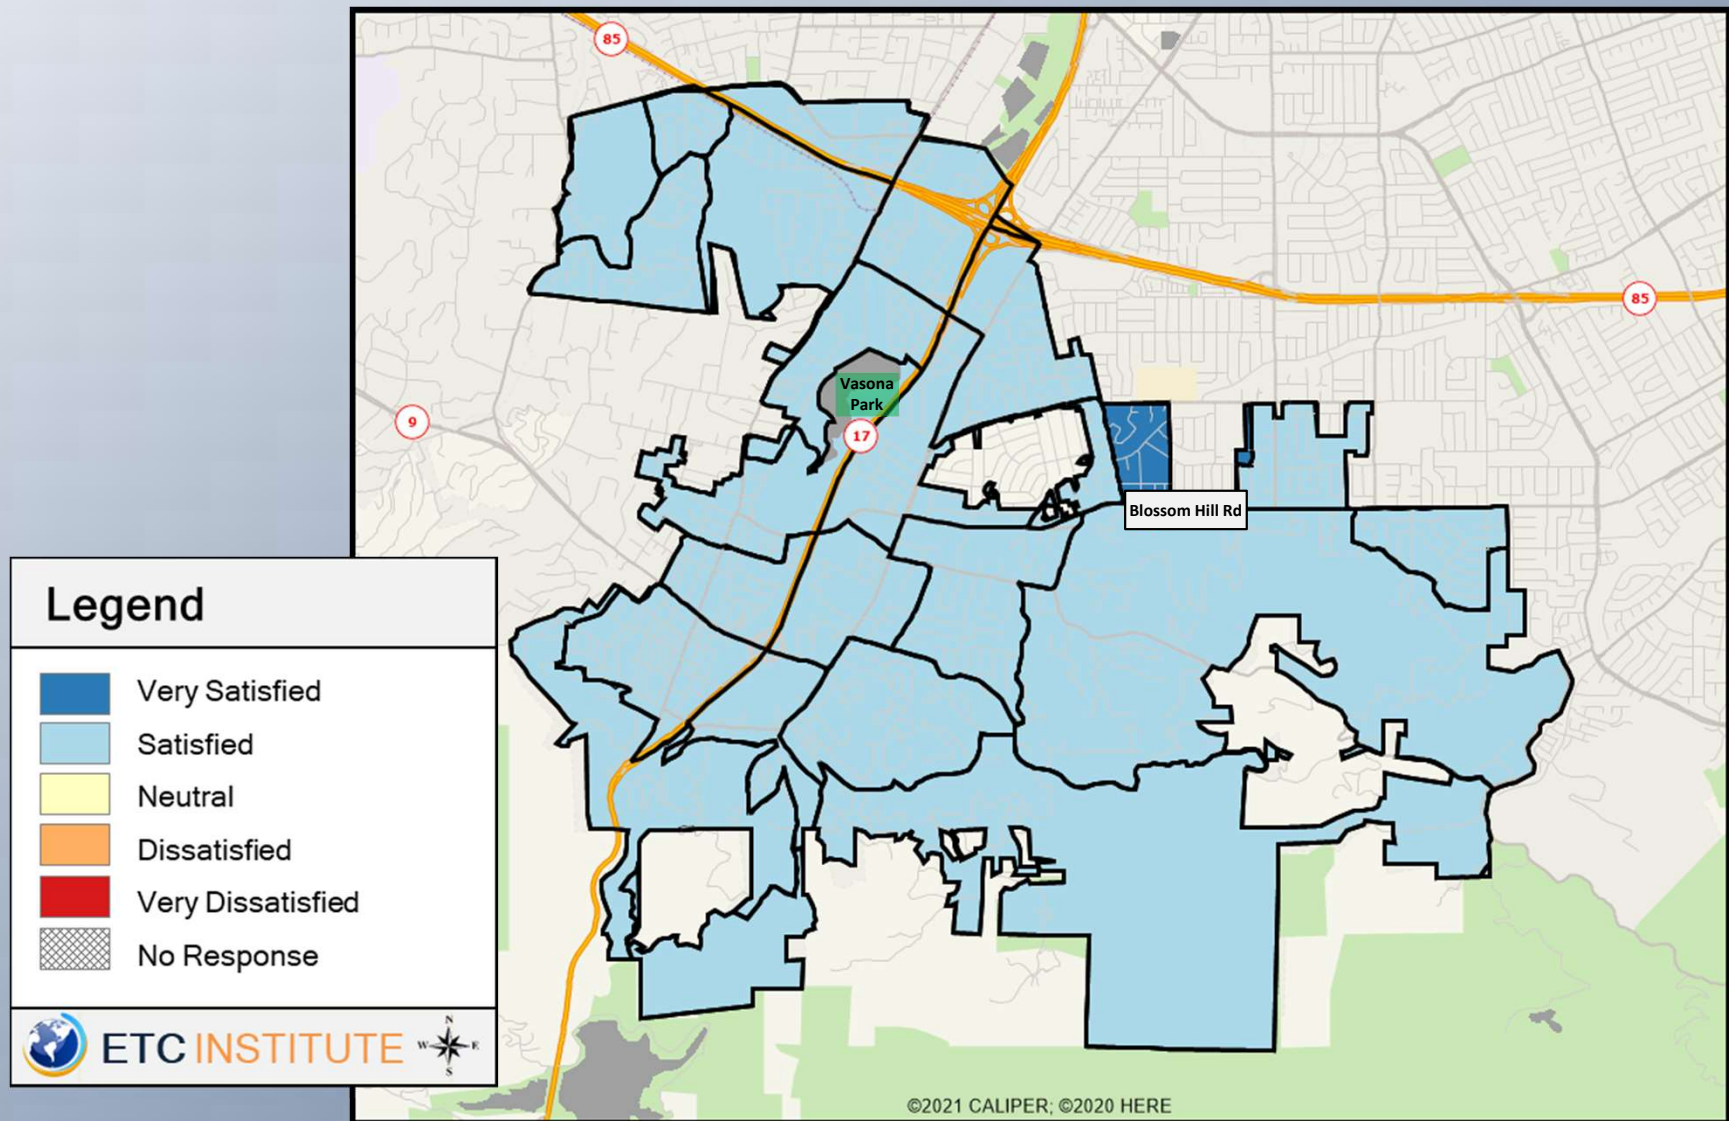 85
85
9
Vasona
Park
17
Blossom Hill Rd
Legend
Very Satisfied
Satisfied
Neutral
Dissatisfied
Very Dissatisfied
No Response
ETC INSTITUTE
N
W E
S
©2021 CALIPER; ©2020 HERE